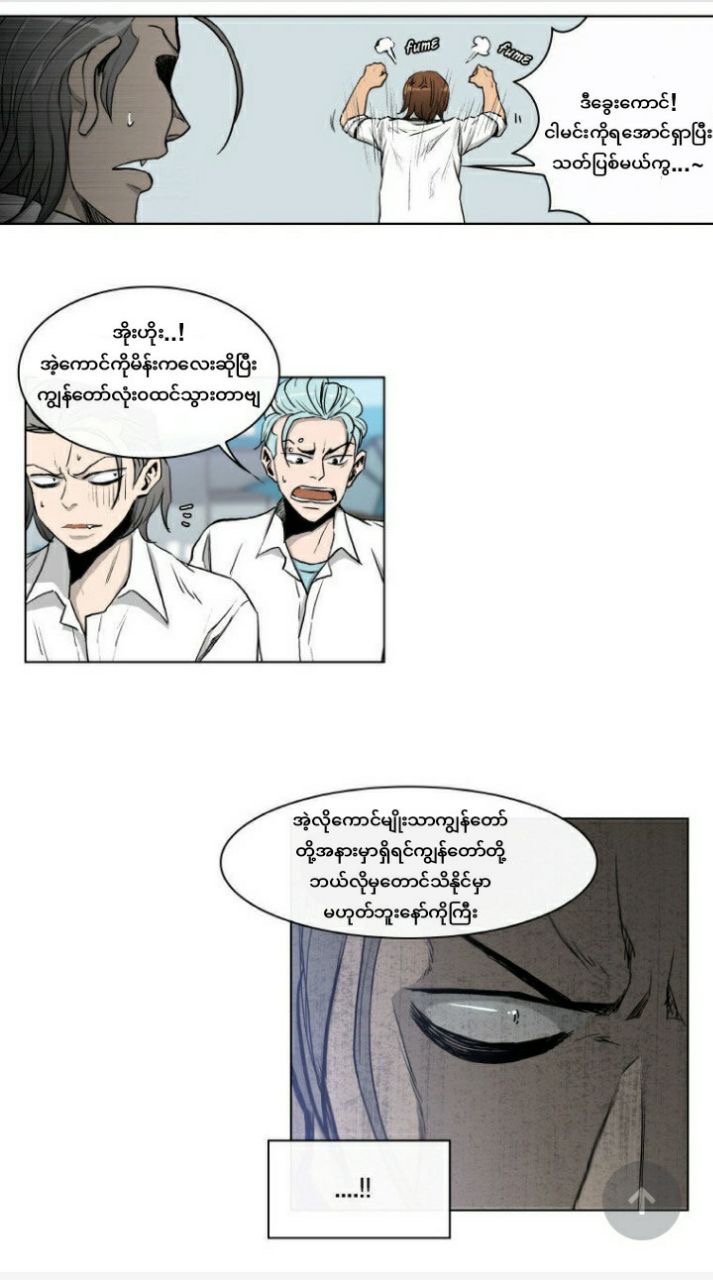 fume
fume
ဒီခွေးကောင်!
ငါမင်းကိုရအောင်ရှာပြီး
သတ်ပြစ်မယ်ကွ...~
အိုးဟိုး..!
အဲ့ကောင်ကိုမိန်းကလေးဆိုပြီး
ကျွန်တော်လုံးဝထင်သွားတာဗျ
အဲ့လိုကောင်မျိုးသာကျွန်တော်
တို့အနားမှာရှိရင်ကျွန်တော်တို့
ဘယ်လိုမှတောင်သိနိုင်မှာ
မဟုတ်ဘူးနော်ကိုကြီး
....!!